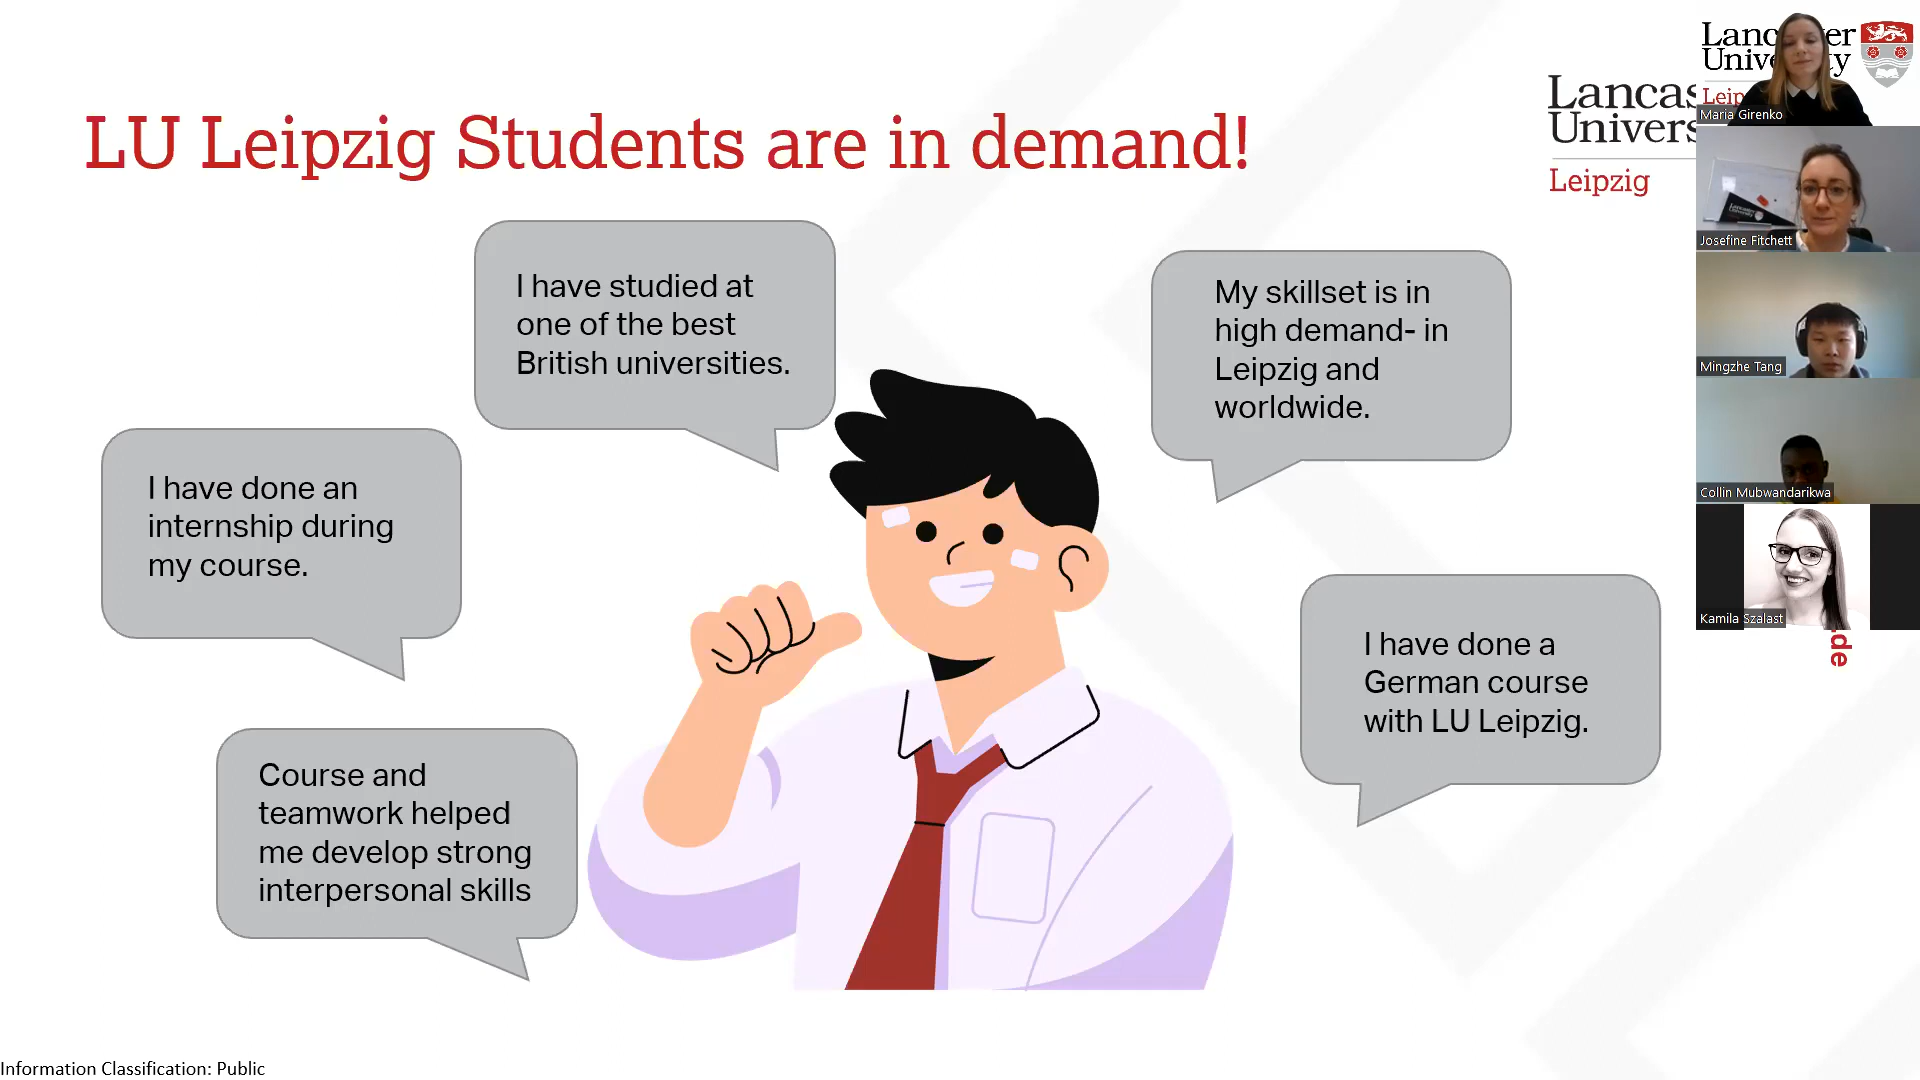 LU Leipzig Students are in demand!
I have studied at
one of the best
British universities.
My skillset is in
high demand- in
Leipzig and
worldwide.
I have done an
internship during
my course.
I have done a
German course
with LU Leipzig.
Course and
teamwork helped
me develop strong
interpersonal skills
Information Classification: Public
Leipzig
Maria Girenko
Josefine Fitchett
Mingzhe Tang
Collin Mubwandarikwa
Kamila Szalast
.de